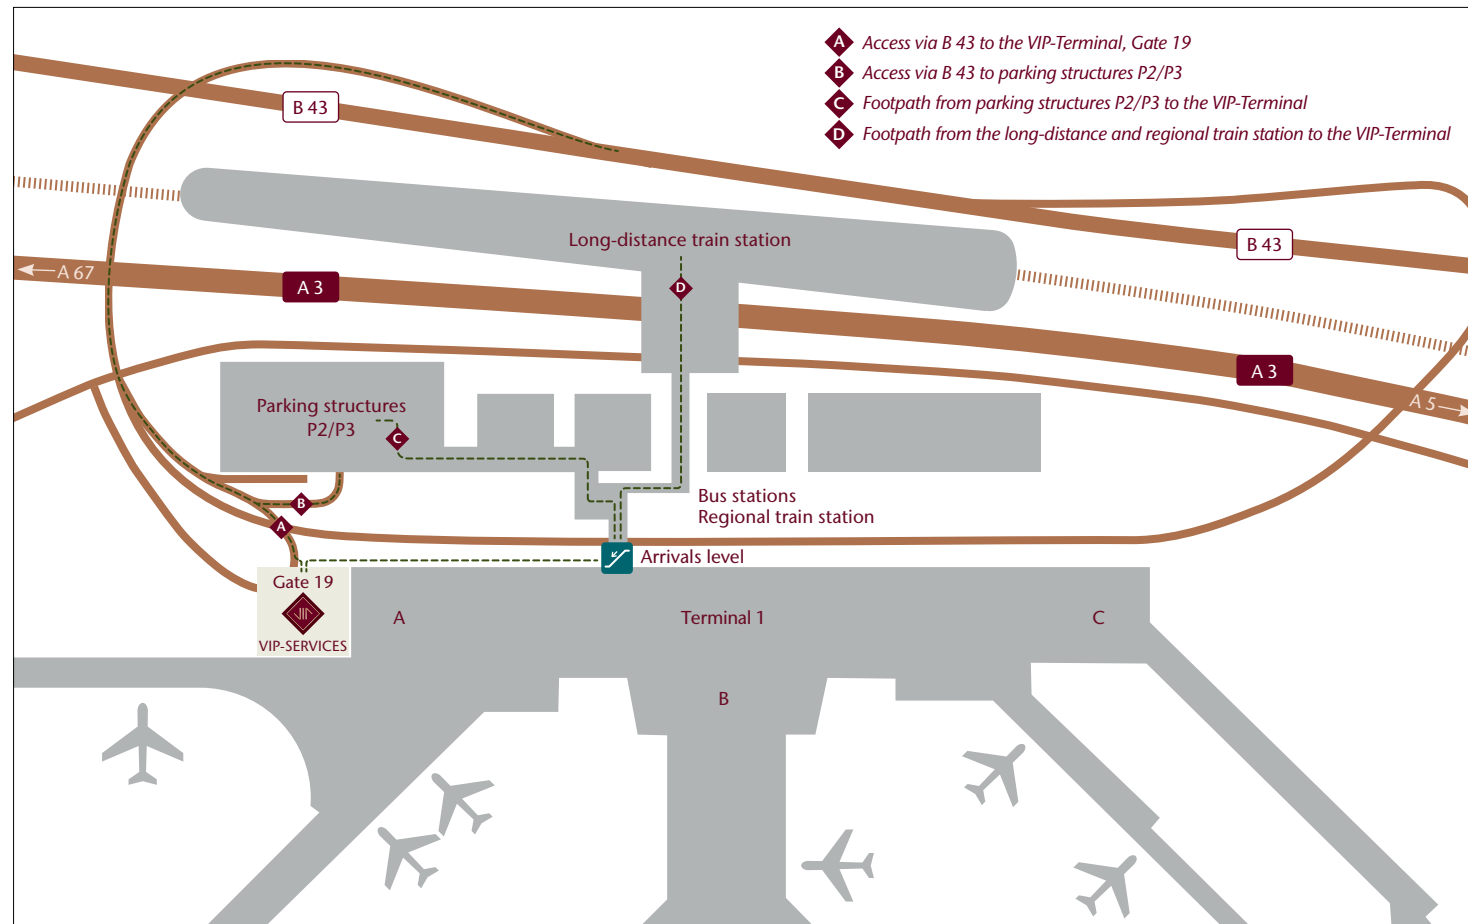 A Access via B 43 to the VIP-Terminal, Gate 19
B Access via B 43 to parking structures P2/P3
C Footpath from parking structures P2/P3 to the VIP-Terminal
D Footpath from the long-distance and regional train station to the VIP-Terminal
B 43
Long-distance train station
B 43
A 67
A 3
D
A 3
A 5
Parking structures
P2/P3
C
B
Bus stations
Regional train station
A
Arrivals level
Gate 19
VIP
VIP-SERVICES
A
Terminal 1
C
B